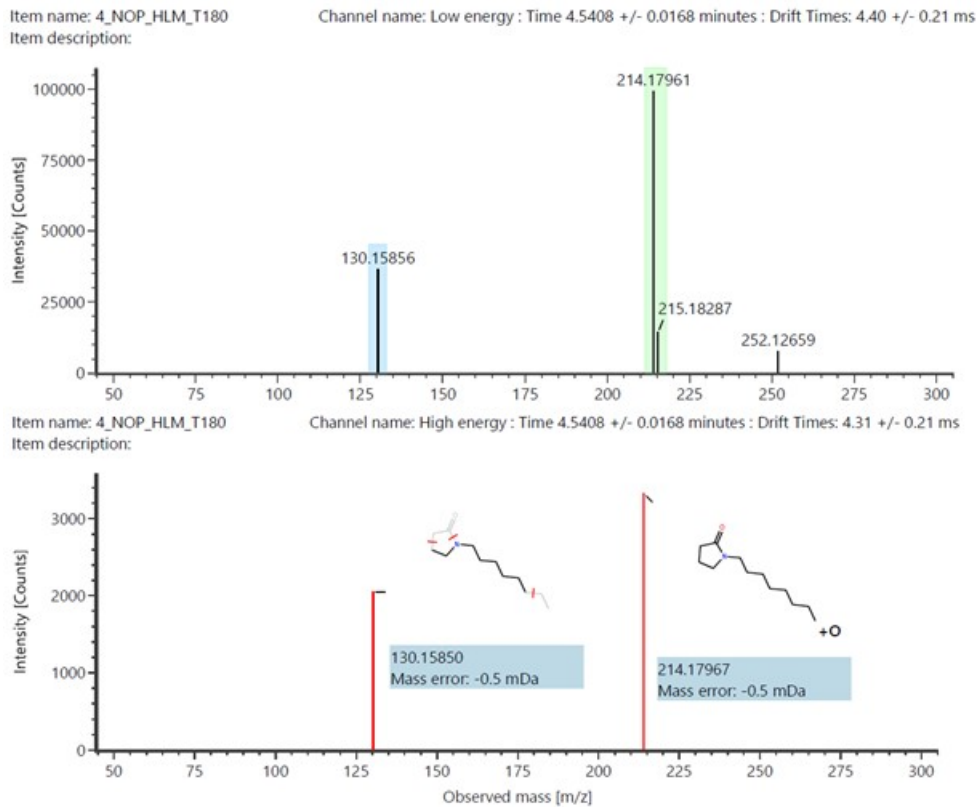 Item name: 4_NOP_HLM_T180 Channel name: Low energy : Time 4.5408 +/- 0.0168 minutes : Drift Times: 4.40 +/- 0.21 ms
Item description:
Intensity [Counts]
100000
75000
50000
25000
0
214.17961
130.15856
215.18287
252.12659
50 75 100 125 150 175 200 225 250 275 300
Item name: 4_NOP_HLM_T180 Channel name: High energy : Time 4.5408 +/- 0.0168 minutes : Drift Times: 4.31 +/- 0.21 ms
Item description:
Intensity [Counts]
3000
2000
1000
0
O
N
O
N
+O
130.15850
Mass error: -0.5 mDa
214.17967
Mass error: -0.5 mDa
50 75 100 125 150 175 200 225 250 275 300
Observed mass [m/z]